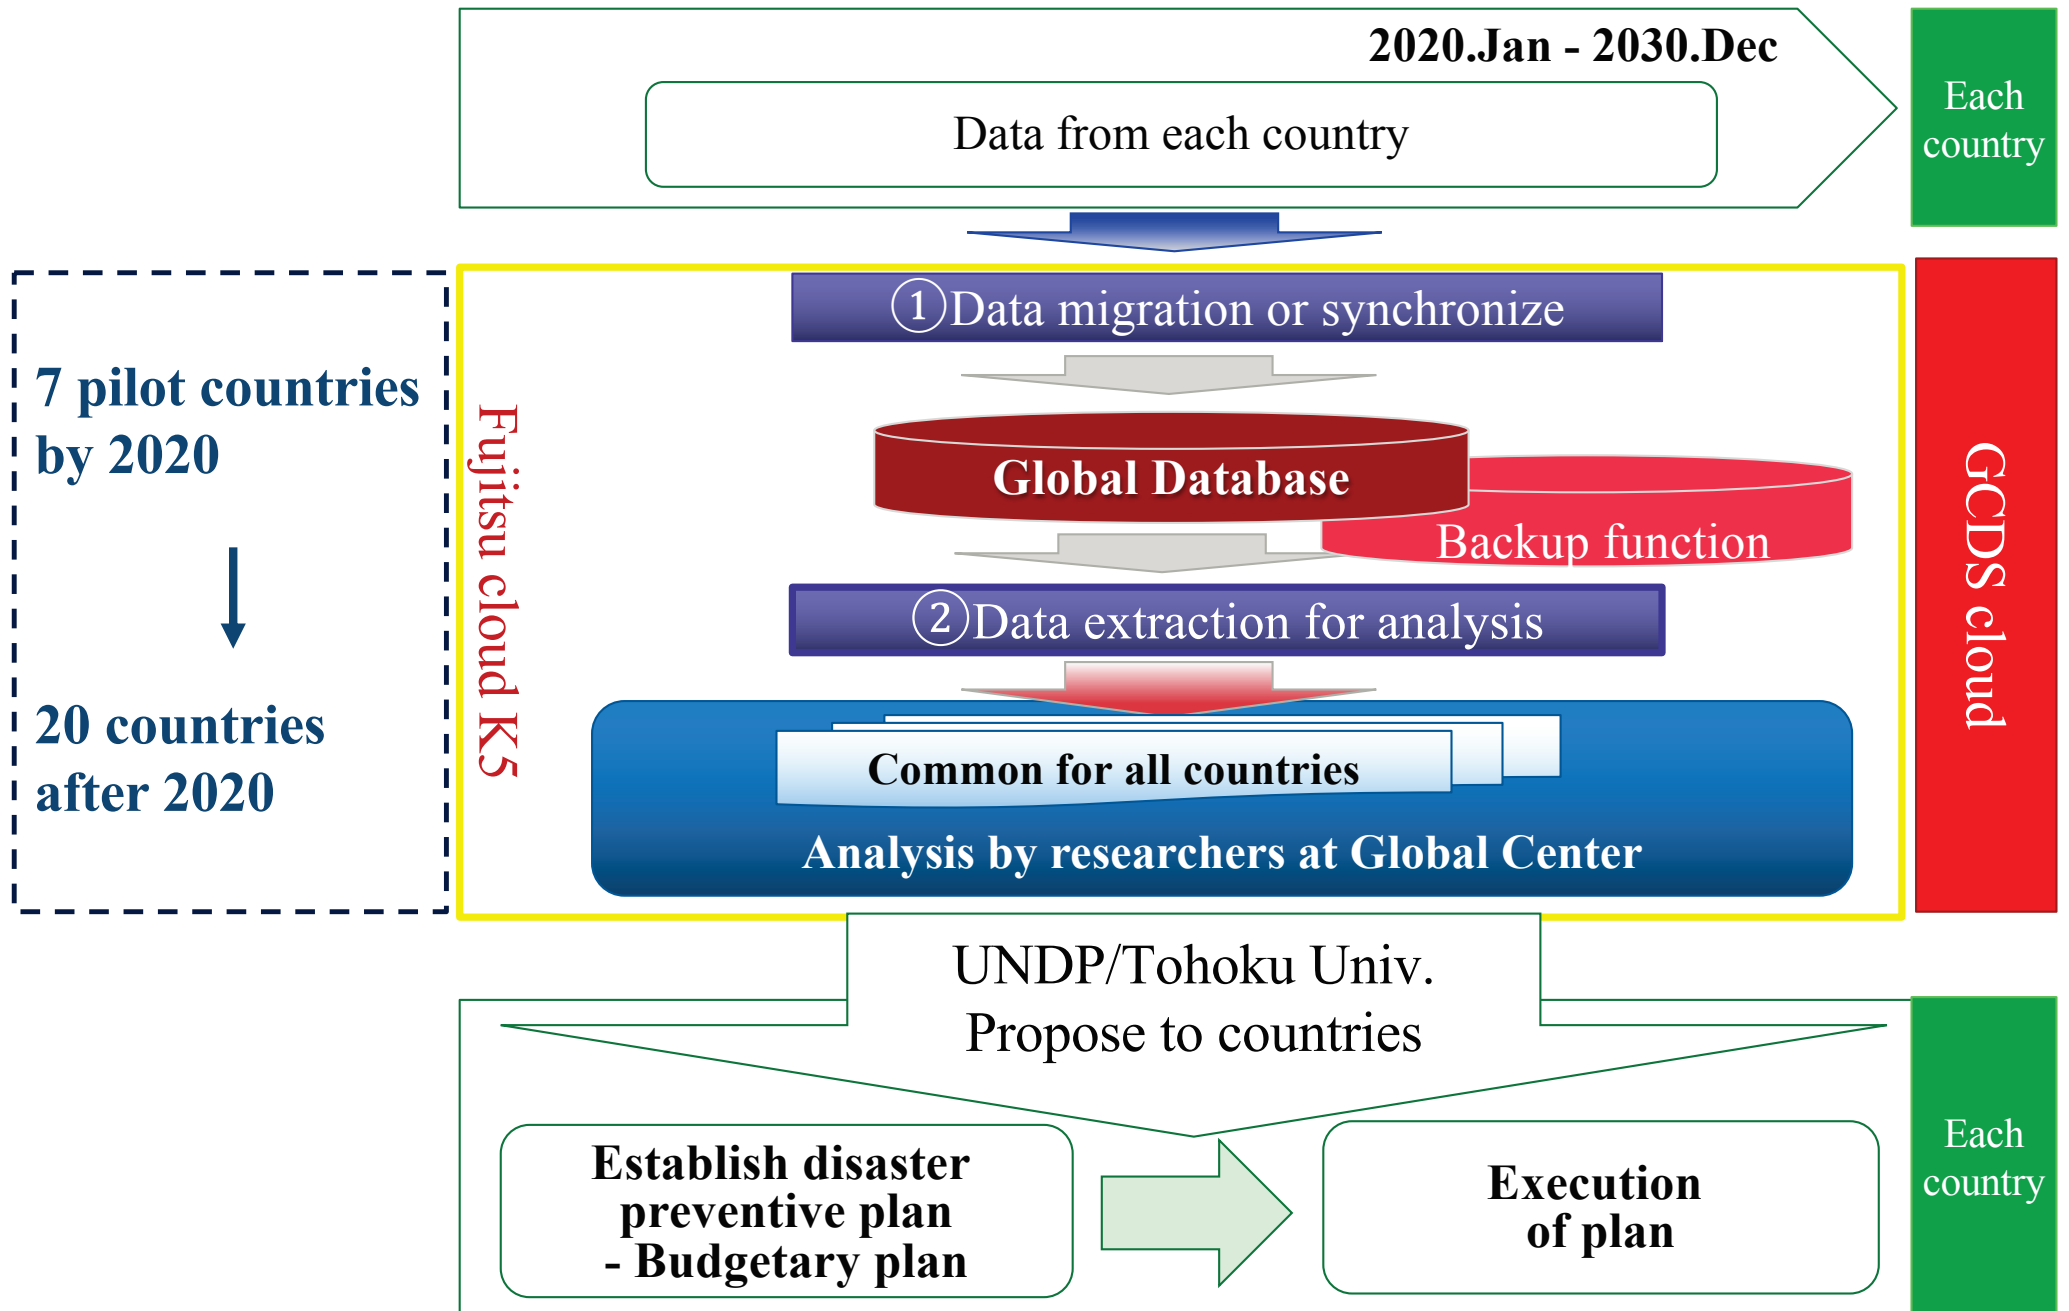 2020.Jan - 2030.Dec
Data from each country
Each
country
7 pilot countries
by 2020
20 countries
after 2020
Fujitsu cloud K5
①Data migration or synchronize
Global Database
Backup function
②Data extraction for analysis
Common for all countries
Analysis by researchers at Global Center
GCDS cloud
UNDP/Tohoku Univ.
Propose to countries
Establish disaster
preventive plan
- Budgetary plan
Execution
of plan
Each
country